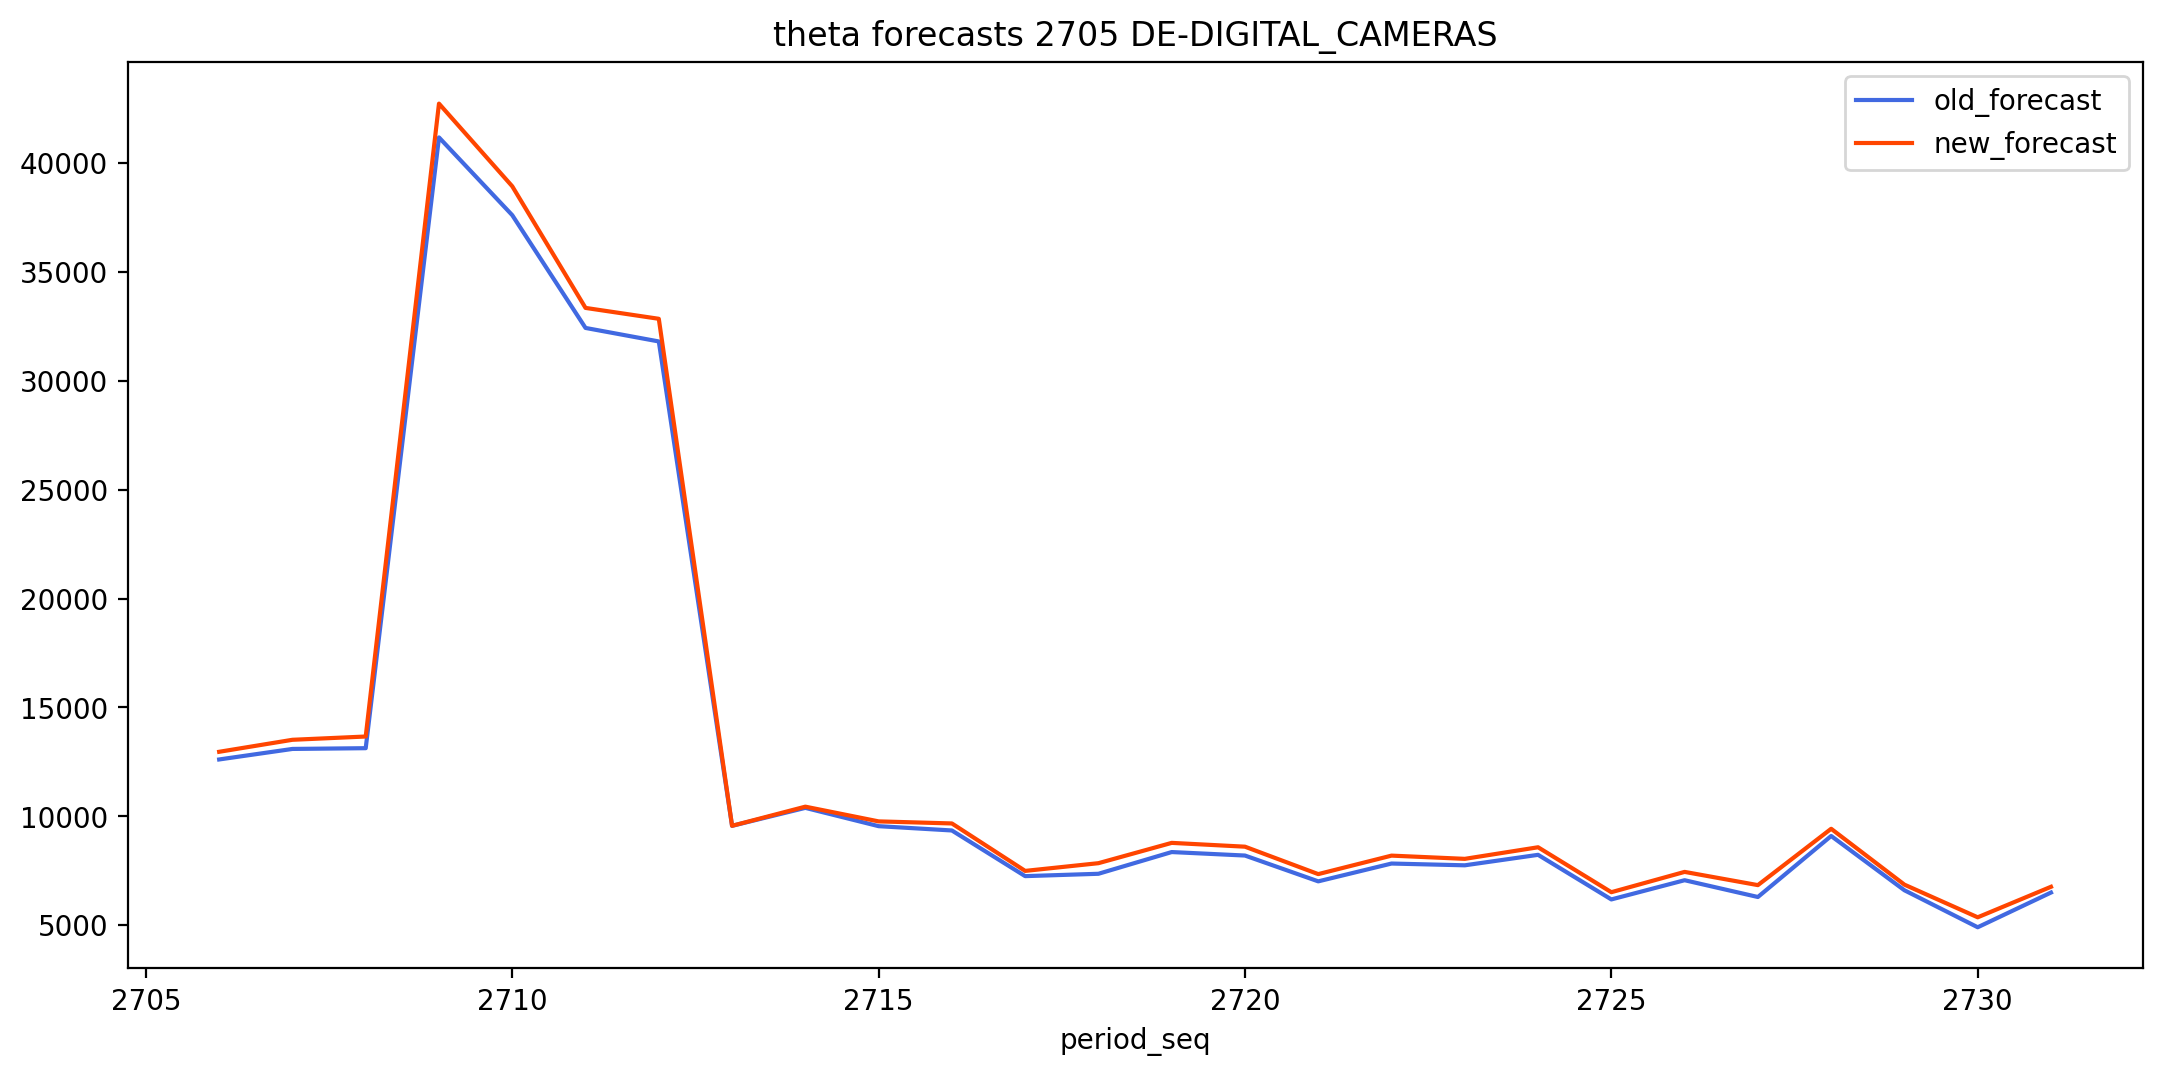 theta forecasts 2705 DE-DIGITAL_CAMERAS
old_forecast
new_forecast
40000
35000
30000
25000
20000
15000
10000
5000
2705 2710 2715 2720 2725 2730
period_seq